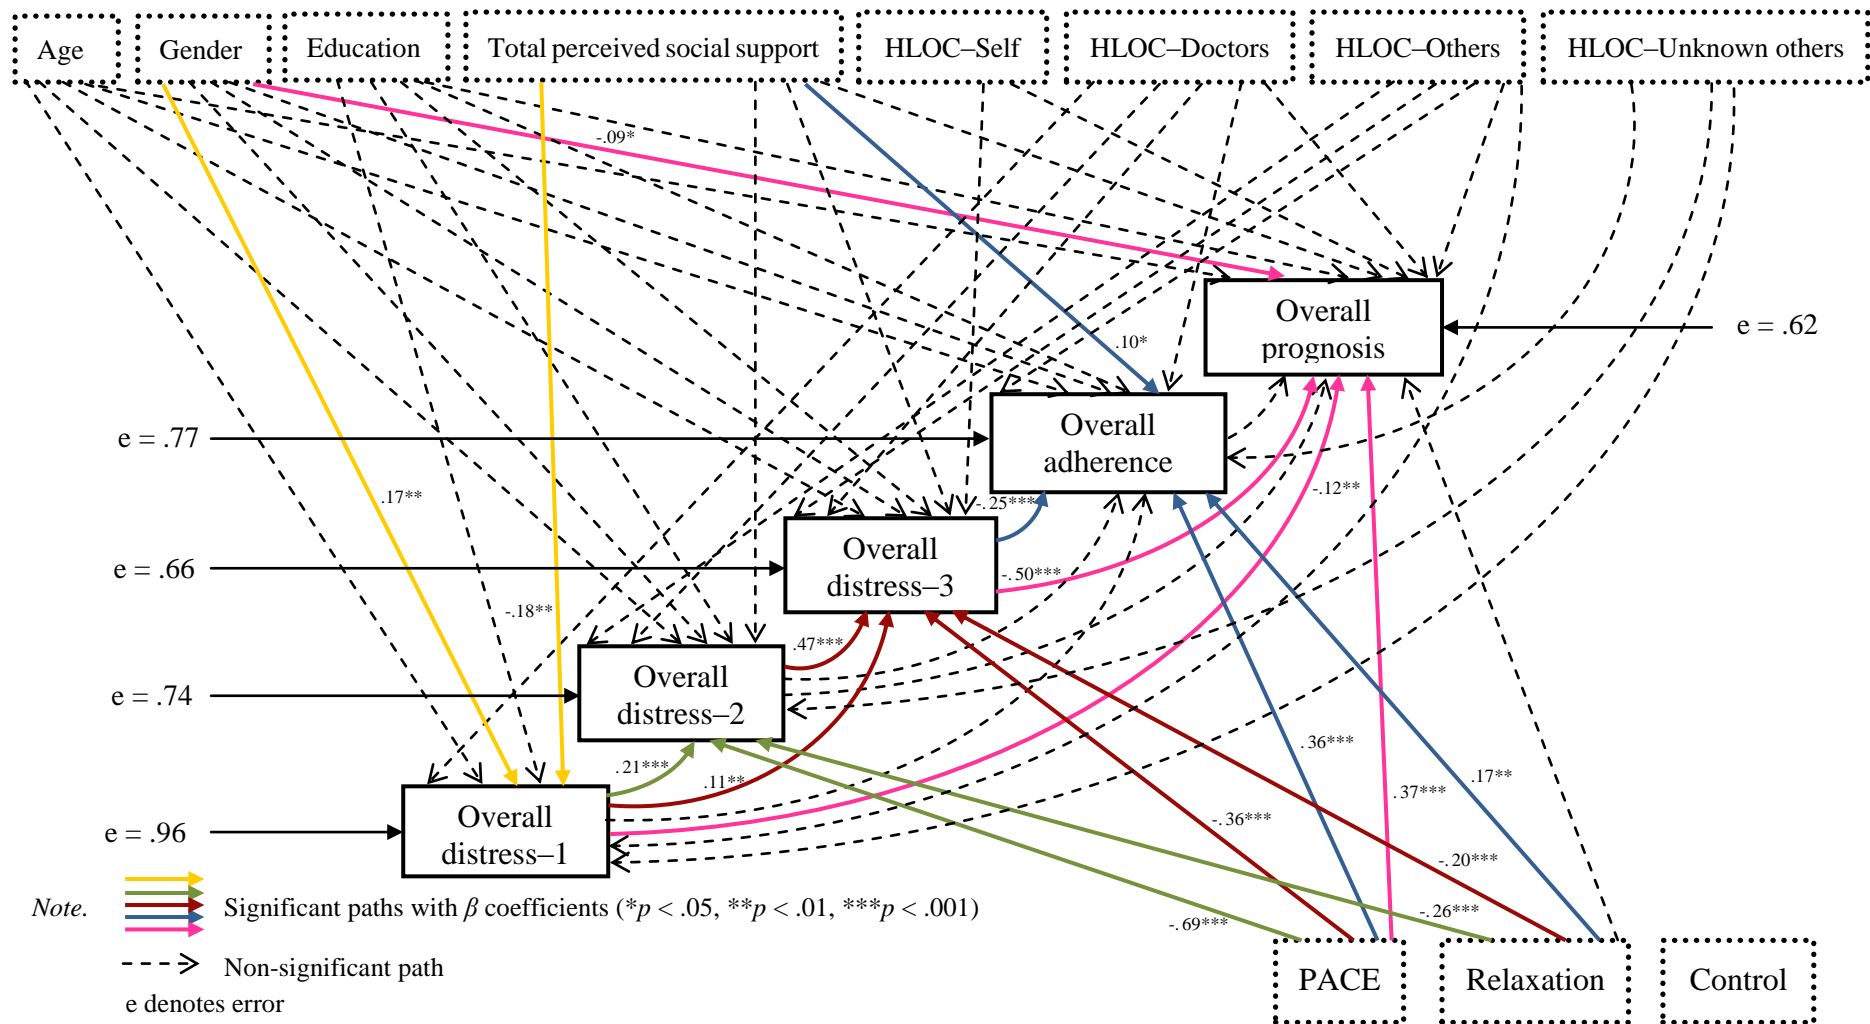 Age
Gender
Education
Total perceived social support
HLOC–Self
HLOC–Doctors
HLOC–Others
HLOC–Unknown others
-.09*
Overall
prognosis
e = .62
.10*
Overall
adherence
e = .77
.17**
-.12**
-.25***
Overall
distress–3
e = .66
-.50***
-.18**
.47***
Overall
distress–2
e = .74
.36***
.21***
.11**
.17**
.37***
Overall
distress–1
e = .96
-.36***
-.20***
-.26***
-.69***
Note.
Significant paths with β coefficients (*p < .05, **p < .01, ***p < .001)
Non-significant path
e denotes error
PACE
Relaxation
Control